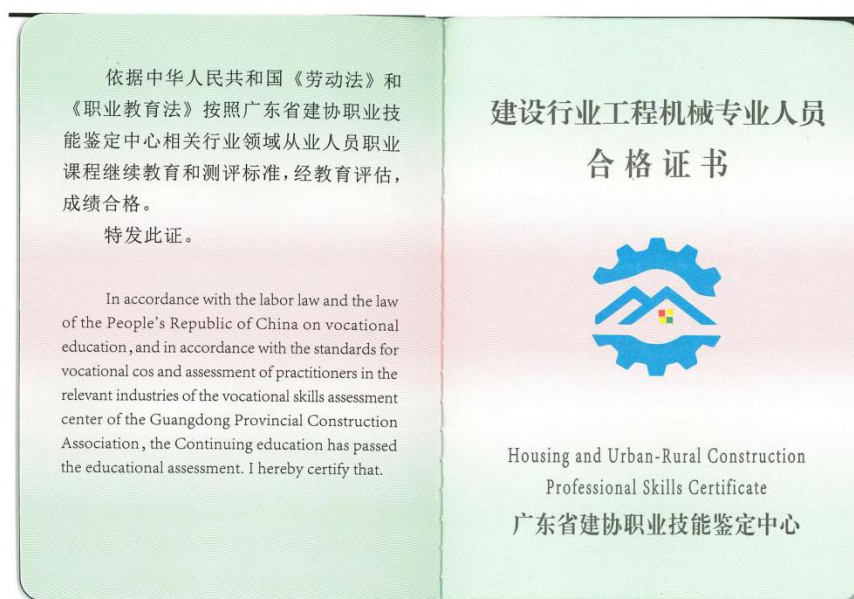 依据中华人民共和国《劳动法》和
《职业教育法》按照广东省建协职业技
能鉴定中心相关行业领域从业人员职业
课程继续教育和测评标准，经教育评估，
成绩合格。
特发此证。
In accordance with the labor law and the law
of the People's Republic of China on vocational
education, and in accordance with the standards for
vocational cos and assessment of practitioners in the
relevant industries of the vocational skills assessment
center of the Guangdong Provincial Construction
Association, the Continuing education has passed
the educational assessment. I hereby certify that.
建设行业工程机械专业人员
合格证书
Housing and Urban-Rural Construction
Professional Skills Certificate
广东省建协职业技能鉴定中心